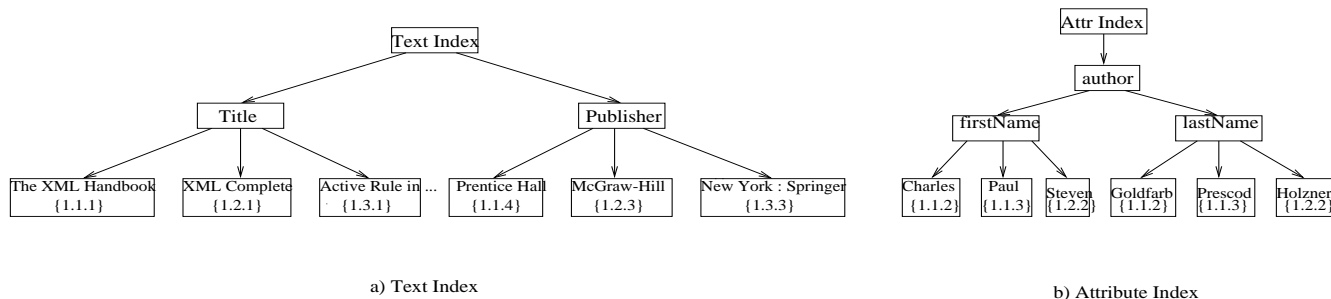 Text Index
Title
Publisher
The XML Handbook
{1.1.1}
XML Complete
{1.2.1}
Active Rule in ...
{1.3.1}
Prentice Hall
{1.1.4}
McGraw-Hill
{1.2.3}
New York : Springer
{1.3.3}
a) Text Index
Attr Index
author
firstName
lastName
Charles
{1.1.2}
Paul
{1.1.3}
Steven
{1.2.2}
Goldfarb
{1.1.2}
Prescod
{1.1.3}
Holzner
{1.2.2}
b) Attribute Index